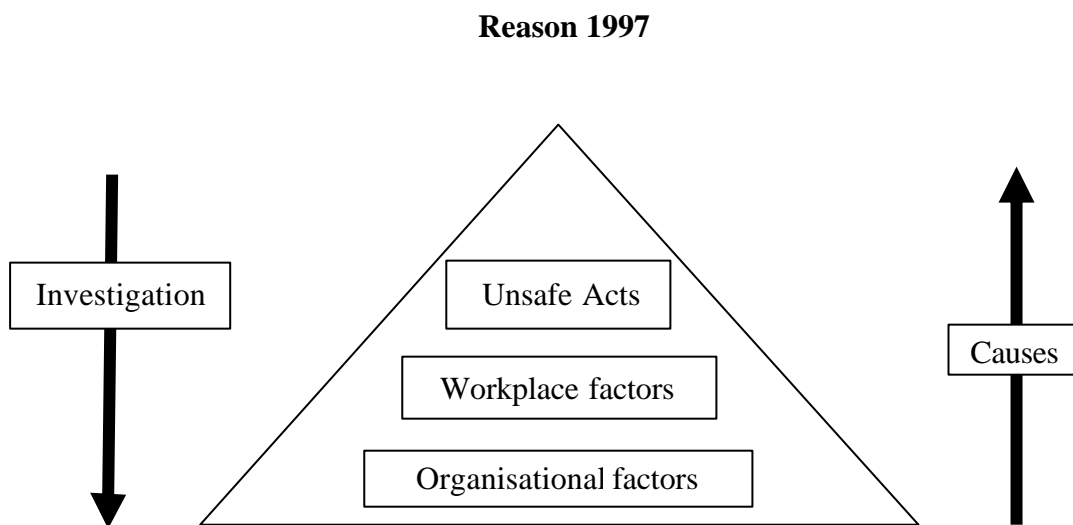 Reason 1997
Investigation
Unsafe Acts
Causes
Workplace factors
Organisational factors